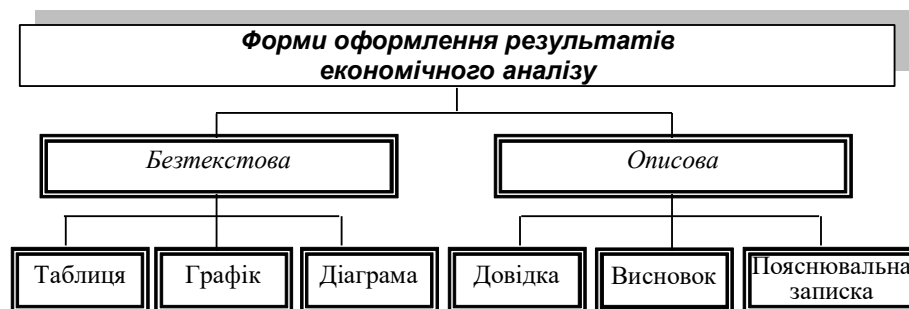 Форми оформлення результатів
економічного аналізу
Безтекстова
Описова
Таблиця
Графік
Діаграма
Довідка
Висновок
Пояснювальна
записка